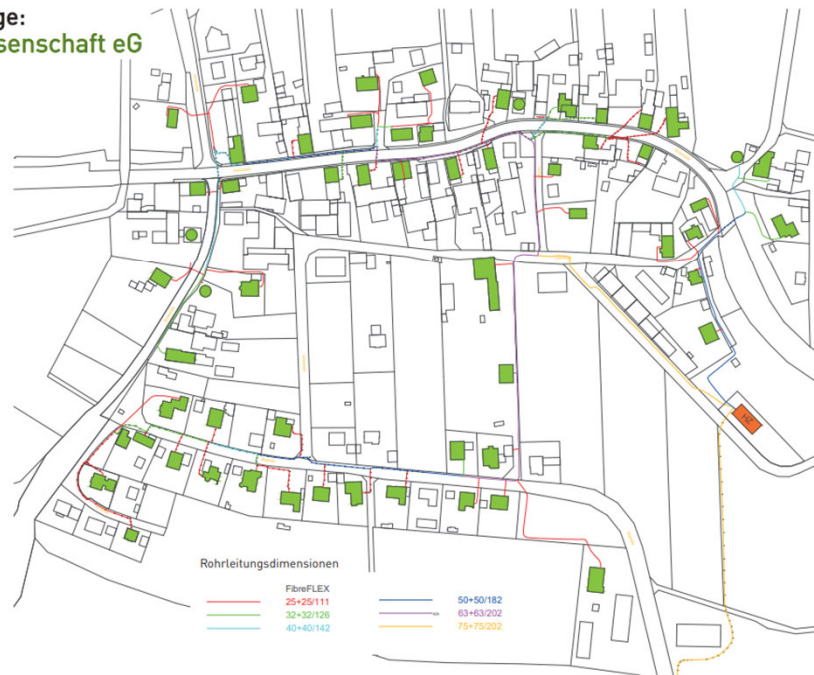 ge:
senschaft eG
HZ
Rohrleitungsdimensionen
FibreFLEX
25+25/111
32+32/126
40+40/142
50+50/182
63+63/202
75+75/202